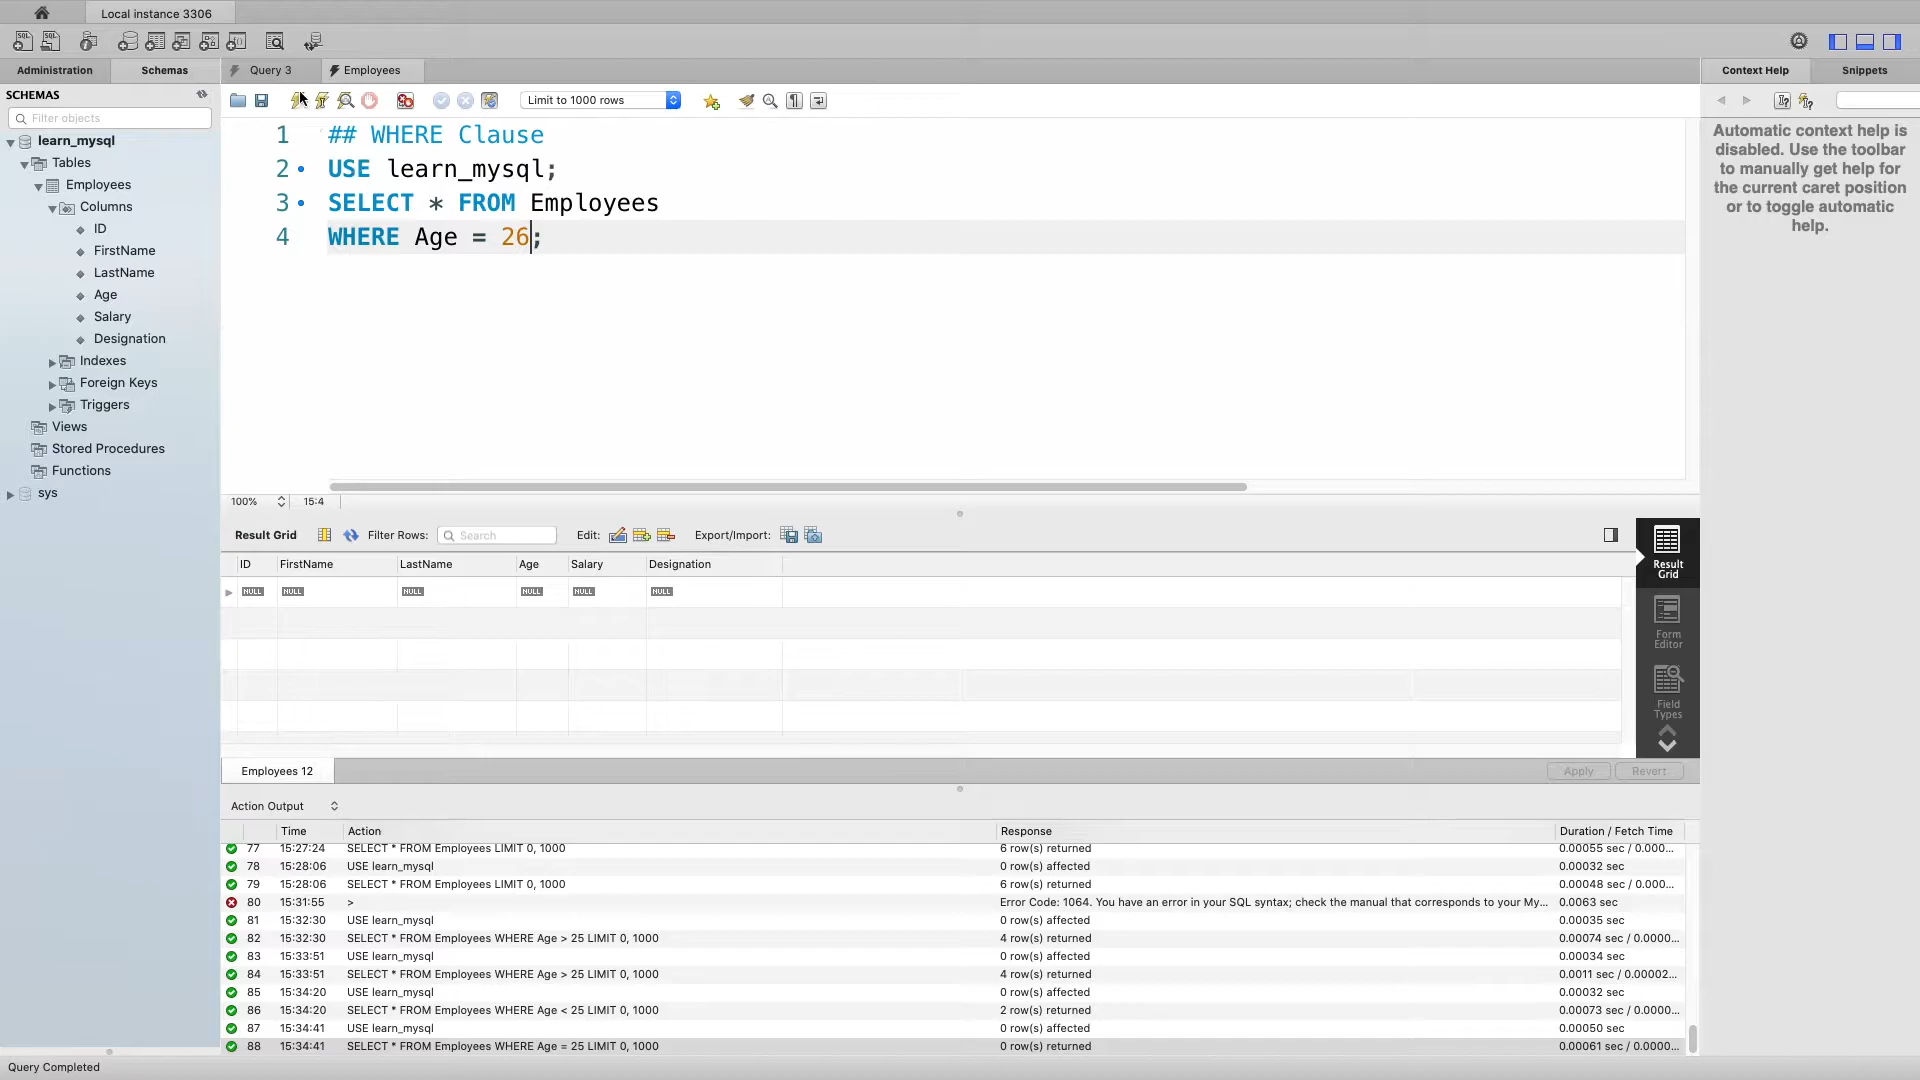 Local instance 3306
Administration
Schemas
Query 3
Employees
Context Help
Snippets
SCHEMAS
Filter objects
Limit to 1000 rows
learn_mysql
Tables
Employees
Columns
ID
FirstName
LastName
Age
Salary
Designation
Indexes
Foreign Keys
Triggers
Views
Stored Procedures
Functions
sys
1 ## WHERE Clause
2 USE learn_mysql;
3 SELECT * FROM Employees
4 WHERE Age = 26;
Automatic context help is
disabled. Use the toolbar
to manually get help for
the current caret position
or to toggle automatic
help.
100% 15:4
Result Grid Filter Rows: Search Edit: Export/Import:
ID FirstName LastName Age Salary Designation
NULL NULL NULL NULL NULL NULL
Result
Grid
Form
Editor
Field
Types
Employees 12
Apply Revert
Action Output
Time Action Response Duration / Fetch Time
77 15:27:24 SELECT * FROM Employees LIMIT 0, 1000 6 row(s) returned 0.00055 sec / 0.000...
78 15:28:06 USE learn_mysql 0 row(s) affected 0.00032 sec
79 15:28:06 SELECT * FROM Employees LIMIT 0, 1000 6 row(s) returned 0.00048 sec / 0.000...
80 15:31:55 > Error Code: 1064. You have an error in your SQL syntax; check the manual that corresponds to your My... 0.0063 sec
81 15:32:30 USE learn_mysql 0 row(s) affected 0.00035 sec
82 15:32:30 SELECT * FROM Employees WHERE Age > 25 LIMIT 0, 1000 4 row(s) returned 0.00074 sec / 0.0000...
83 15:33:51 USE learn_mysql 0 row(s) affected 0.00034 sec
84 15:33:51 SELECT * FROM Employees WHERE Age > 25 LIMIT 0, 1000 4 row(s) returned 0.0011 sec / 0.00002...
85 15:34:20 USE learn_mysql 0 row(s) affected 0.00032 sec
86 15:34:20 SELECT * FROM Employees WHERE Age < 25 LIMIT 0, 1000 2 row(s) returned 0.00073 sec / 0.0000...
87 15:34:41 USE learn_mysql 0 row(s) affected 0.00050 sec
88 15:34:41 SELECT * FROM Employees WHERE Age = 25 LIMIT 0, 1000 0 row(s) returned 0.00061 sec / 0.0000...
Query Completed